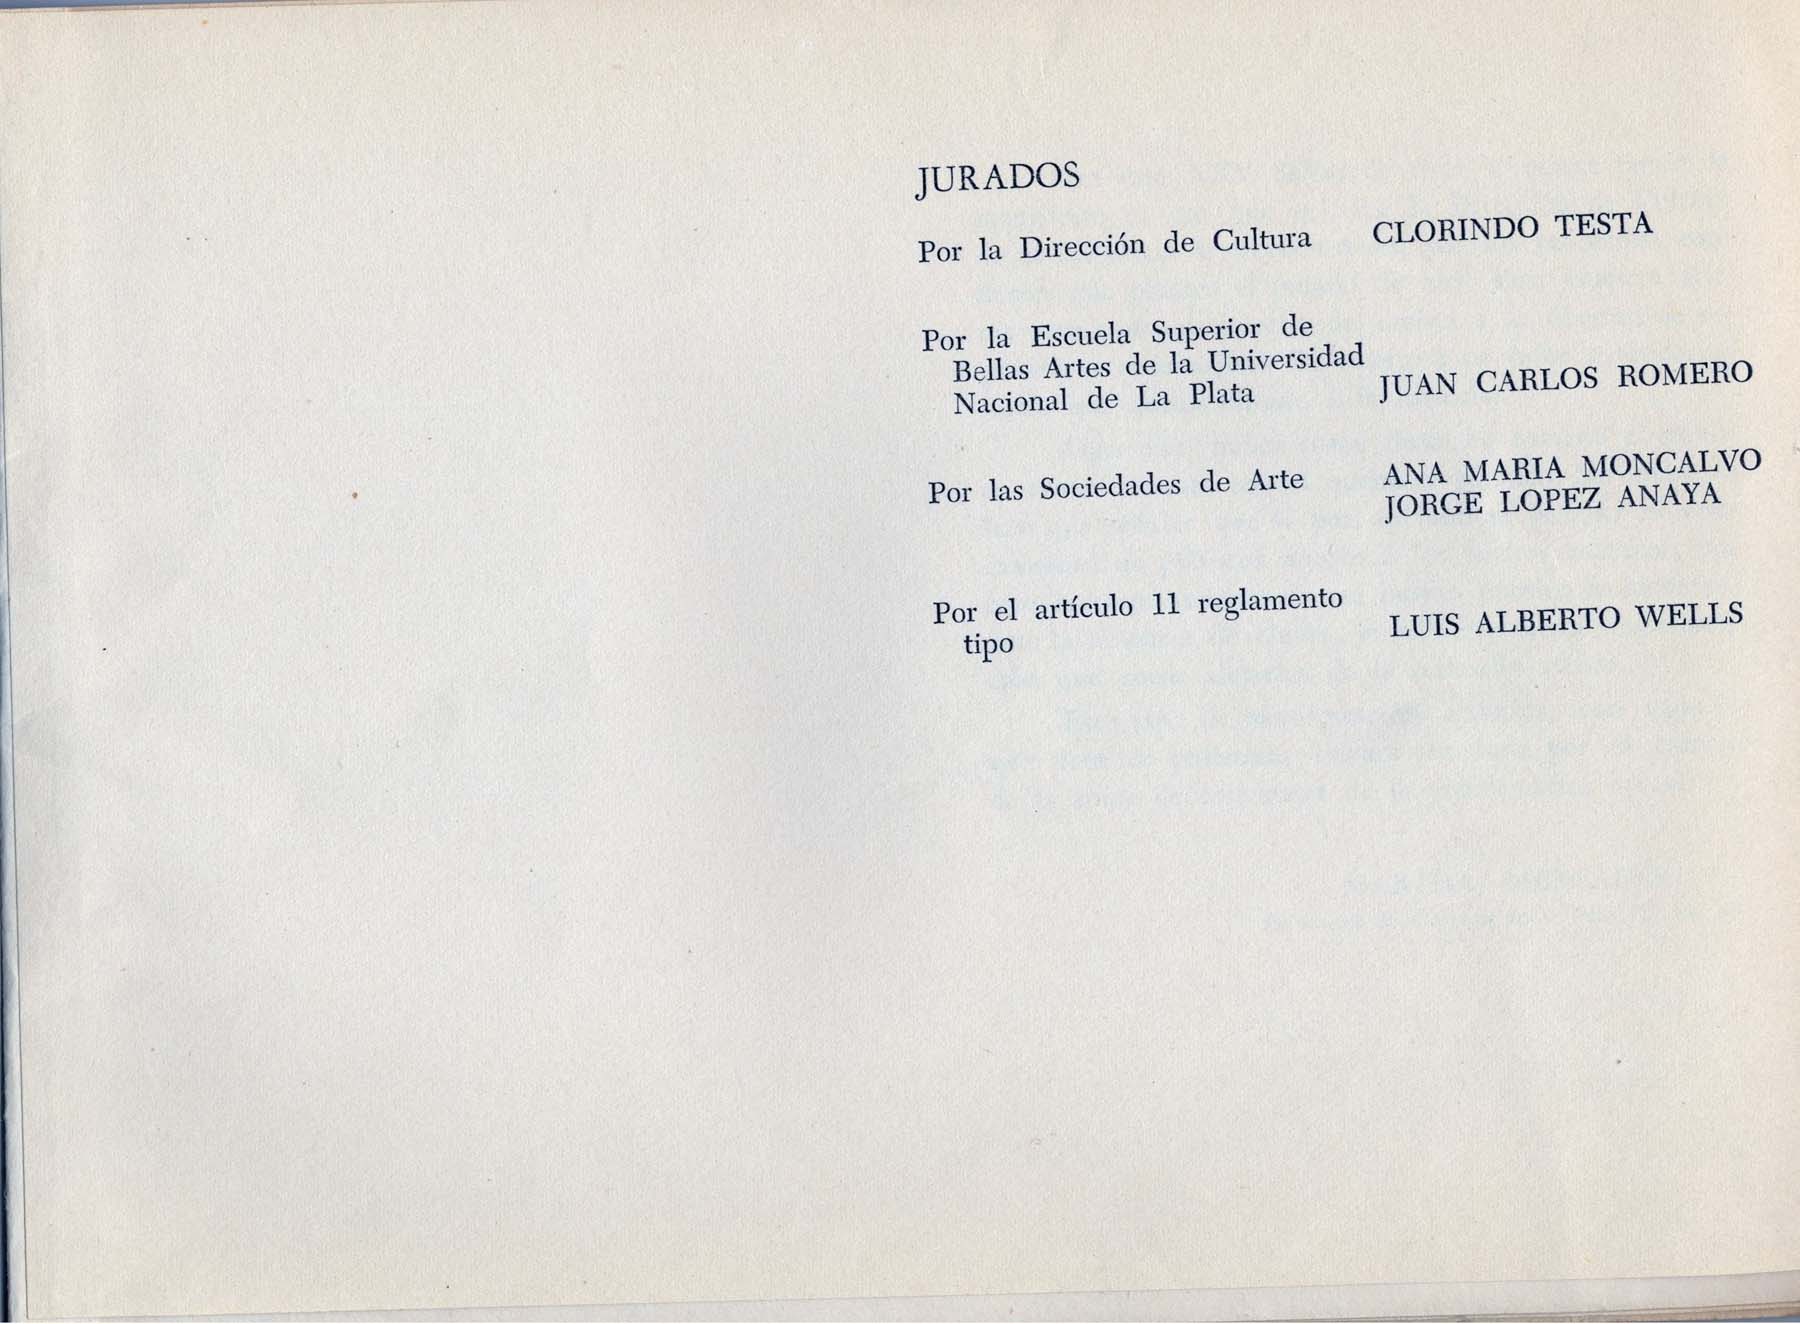 JURADOS
Por la Dirección de Cultura CLORINDO TESTA
Por la Escuela Superior de
Bellas Artes de la Universidad
Nacional de La Plata JUAN CARLOS ROMERO
Por las Sociedades de Arte ANA MARIA MONCALVO
JORGE LOPEZ ANAYA
Por el artículo 11 reglamento
tipo LUIS ALBERTO WELLS